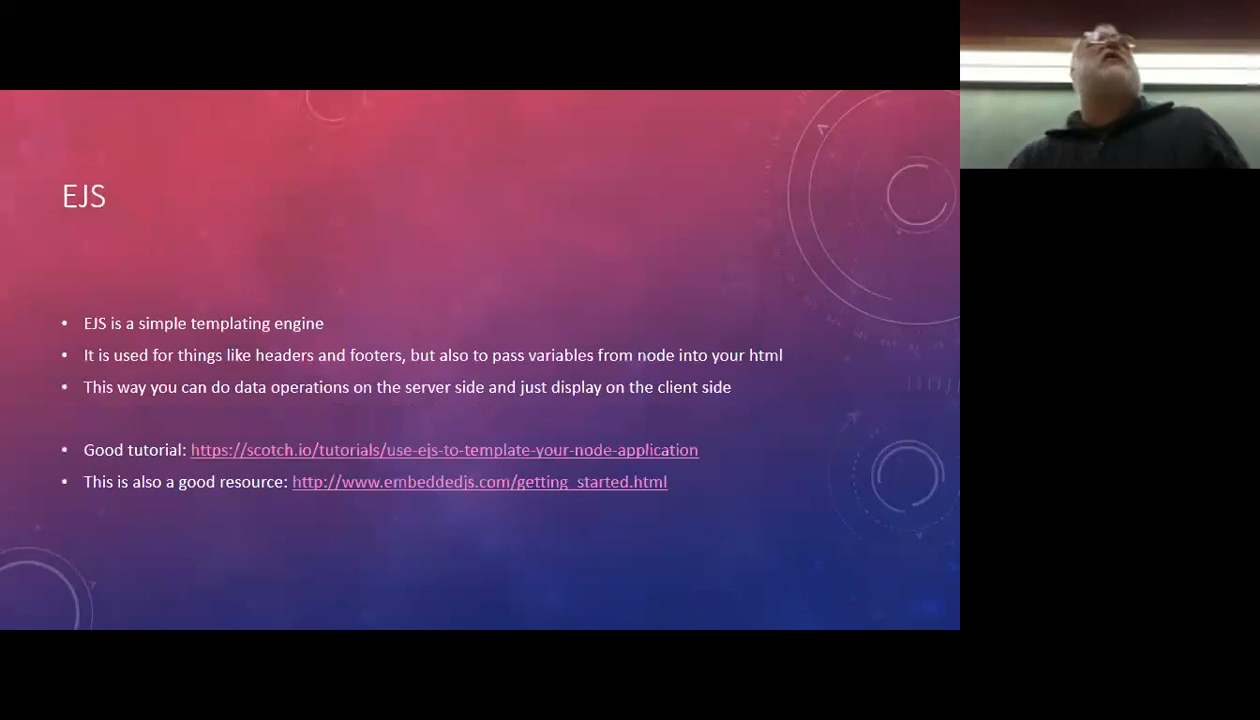 EJS
• EJS is a simple templating engine
• It is used for things like headers and footers, but also to pass variables from node into your html
• This way you can do data operations on the server side and just display on the client side
• Good tutorial: https://scotch.io/tutorials/use-ejs-to-template-your-node-application
• This is also a good resource: http://www.embeddedjs.com/getting_started.html